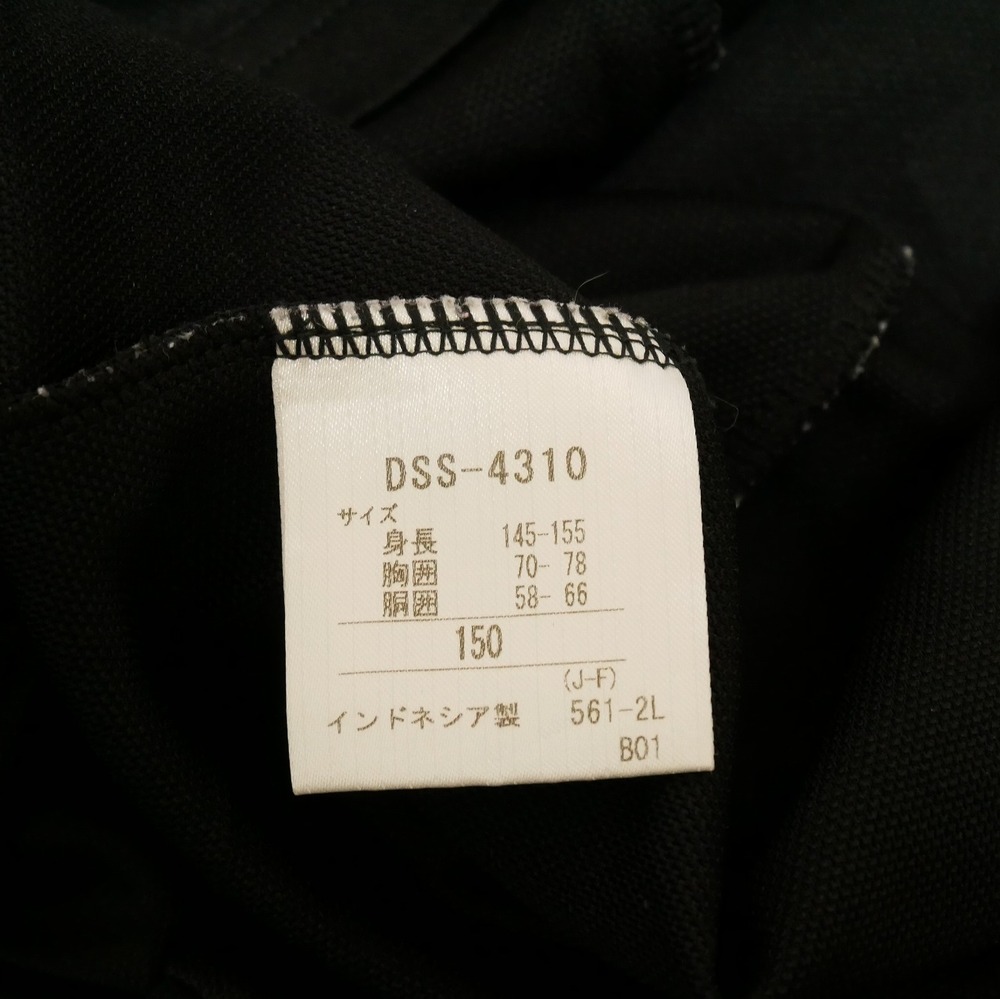 DSS-4310
サイズ
身長 145-155
胸囲 70- 78
胴囲 58- 66
150
(J-F)
インドネシア製 561-2L
B01